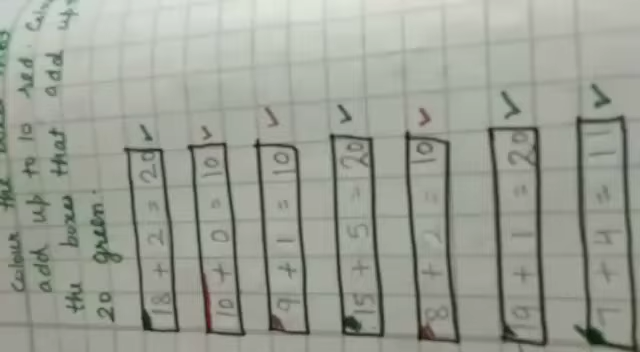 Colour the boxes
add up to 10 red. Colour
the boxes that add up
20 green.
18 + 2 = 20 ✓
10 + 0 = 10 ✓
9 + 1 = 10 ✓
15 + 5 = 20 ✓
8 + 2 = 10 ✓
19 + 1 = 20 ✓
7 + 4 = 11 ✓